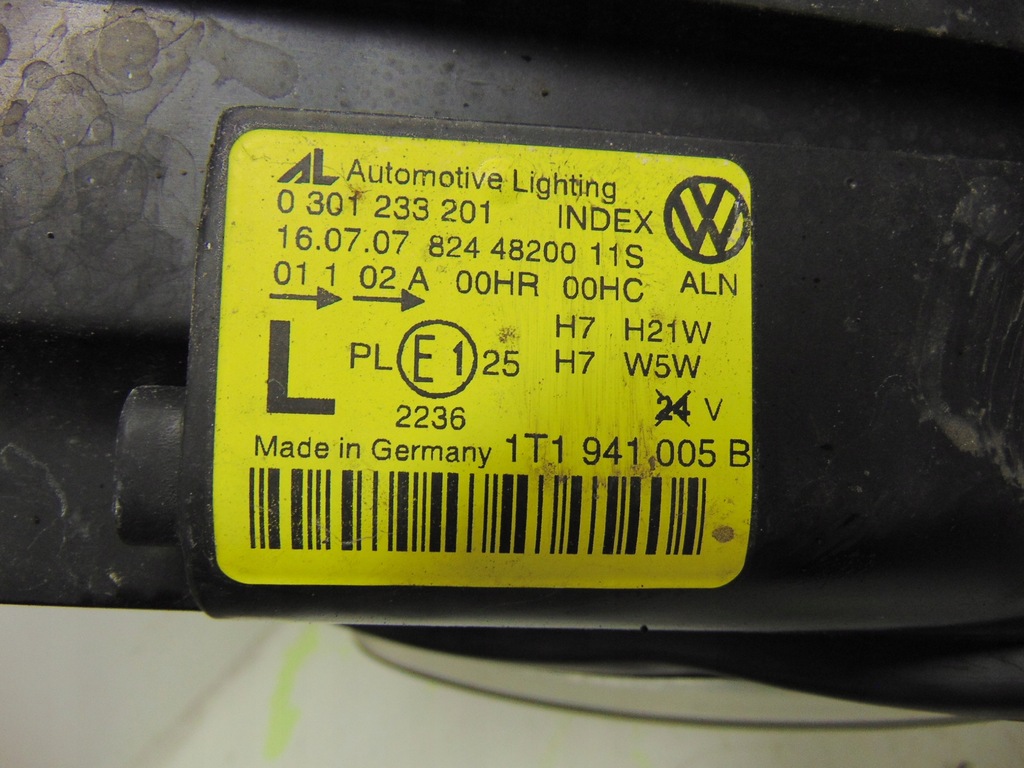 AL Automotive Lighting
0 301 233 201 INDEX
16.07.07 824 48200 11S
01 1 02 A 00HR 00HC ALN
H7 H21W
L PL E1 25 H7 W5W
2236 24 V
Made in Germany 1T1 941 005 B